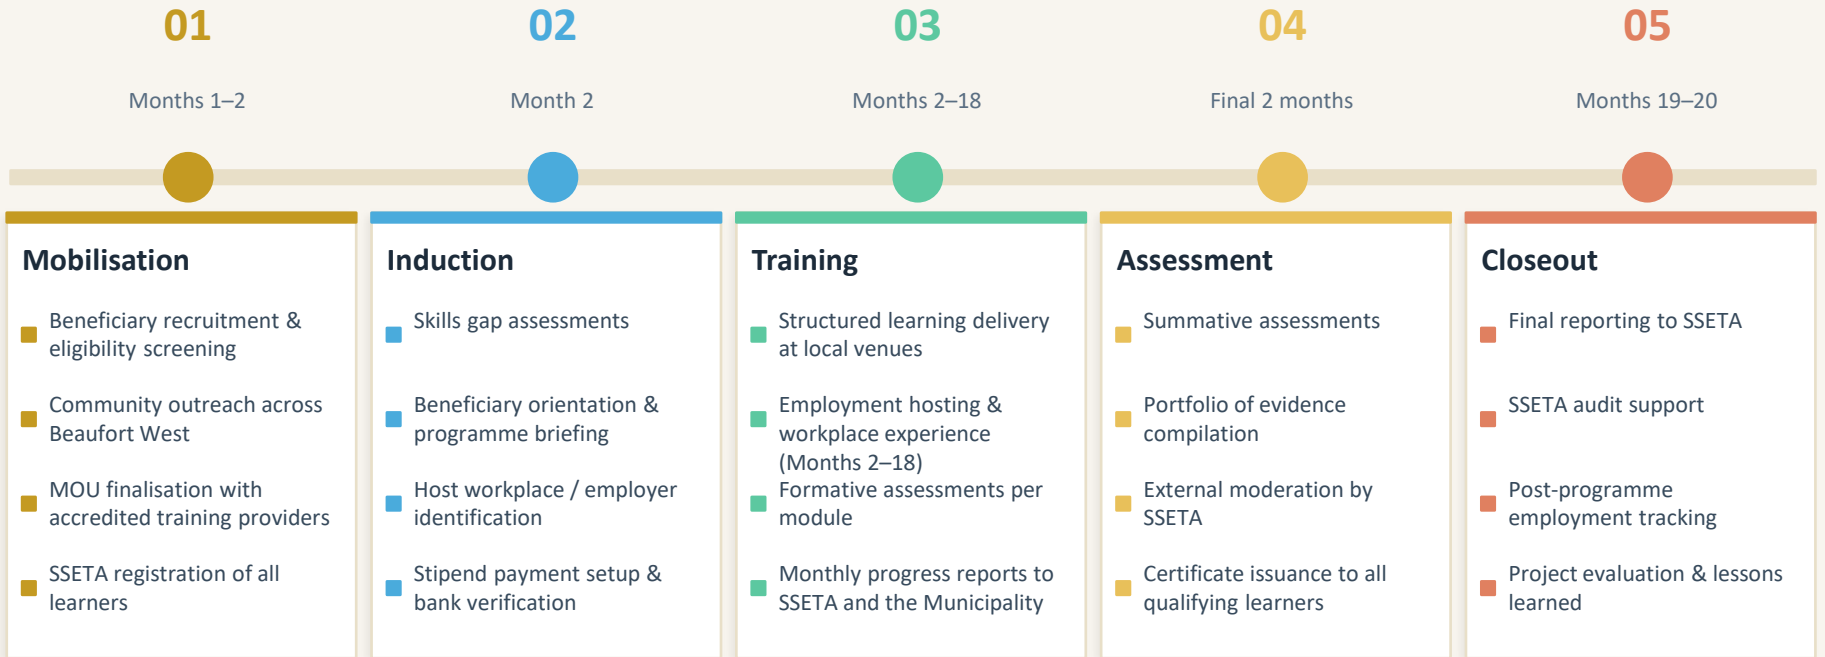 01
Months 1–2
02
Month 2
03
Months 2–18
04
Final 2 months
05
Months 19–20
Mobilisation
Beneficiary recruitment &
eligibility screening
Community outreach across
Beaufort West
MOU finalisation with
accredited training providers
SSETA registration of all
learners
Induction
Skills gap assessments
Beneficiary orientation &
programme briefing
Host workplace / employer
identification
Stipend payment setup &
bank verification
Training
Structured learning delivery
at local venues
Employment hosting &
workplace experience
(Months 2–18)
Formative assessments per
module
Monthly progress reports to
SSETA and the Municipality
Assessment
Summative assessments
Portfolio of evidence
compilation
External moderation by
SSETA
Certificate issuance to all
qualifying learners
Closeout
Final reporting to SSETA
SSETA audit support
Post-programme
employment tracking
Project evaluation & lessons
learned